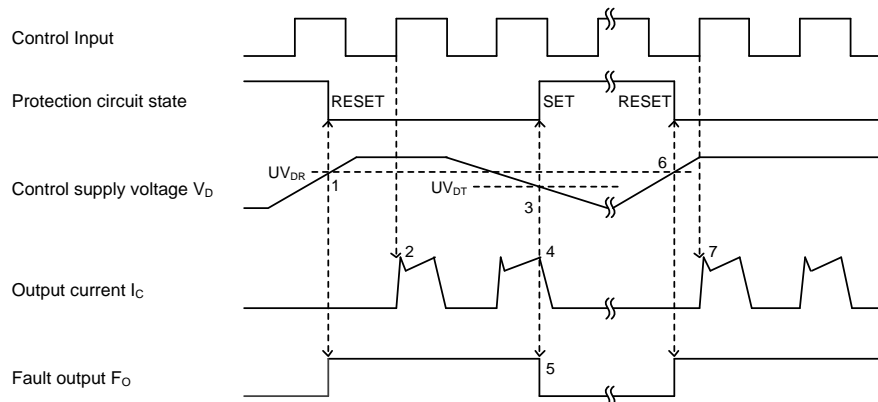 Control Input
Protection circuit state
RESET
SET
RESET
UVDR
1
6
Control supply voltage VD
UVDT
3
2
4
7
Output current IC
5
Fault output FO